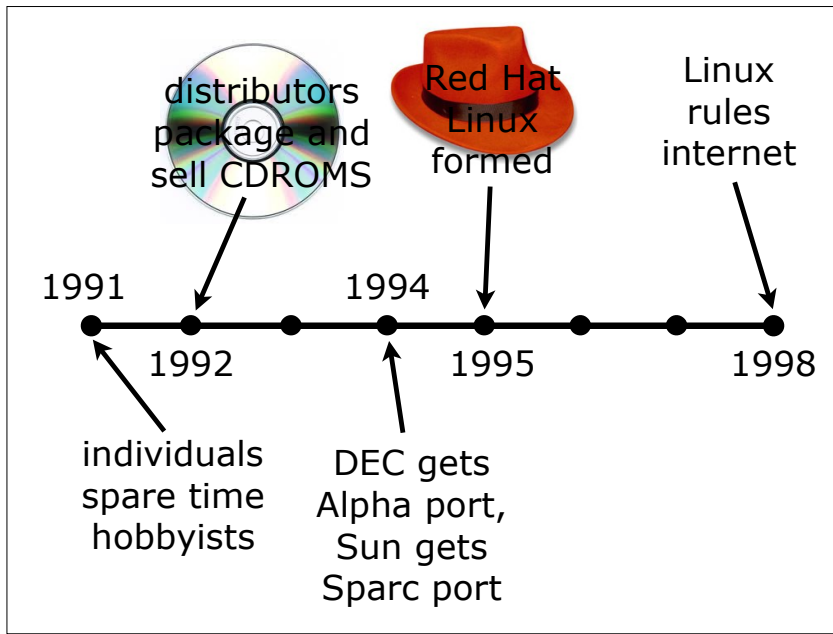 distributors
package and
sell CDROMS
Red Hat
Linux
formed
Linux
rules
internet
1991
1994
1992
1995
1998
individuals
spare time
hobbyists
DEC gets
Alpha port,
Sun gets
Sparc port